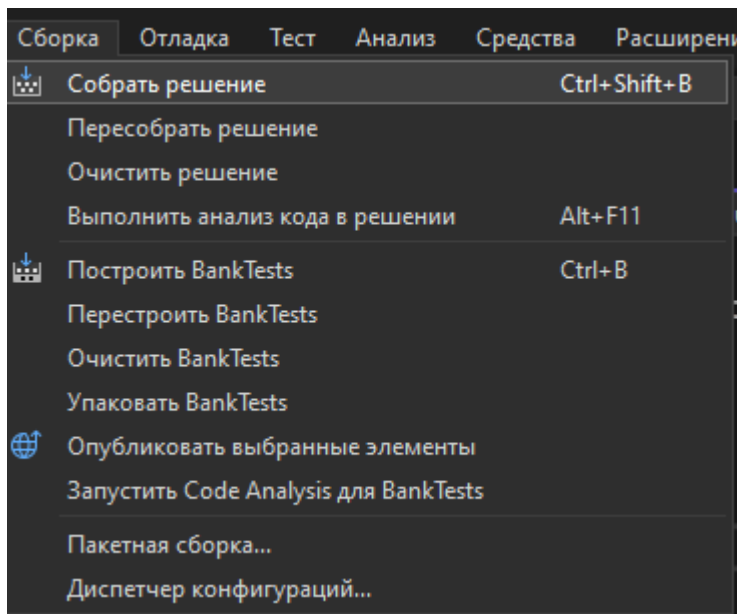 Сборка Отладка Тест Анализ Средства Расширени
Собрать решение Ctrl+Shift+B
Пересобрать решение
Очистить решение
Выполнить анализ кода в решении Alt+F11
Построить BankTests Ctrl+B
Перестроить BankTests
Очистить BankTests
Упаковать BankTests
Опубликовать выбранные элементы
Запустить Code Analysis для BankTests
Пакетная сборка...
Диспетчер конфигураций...